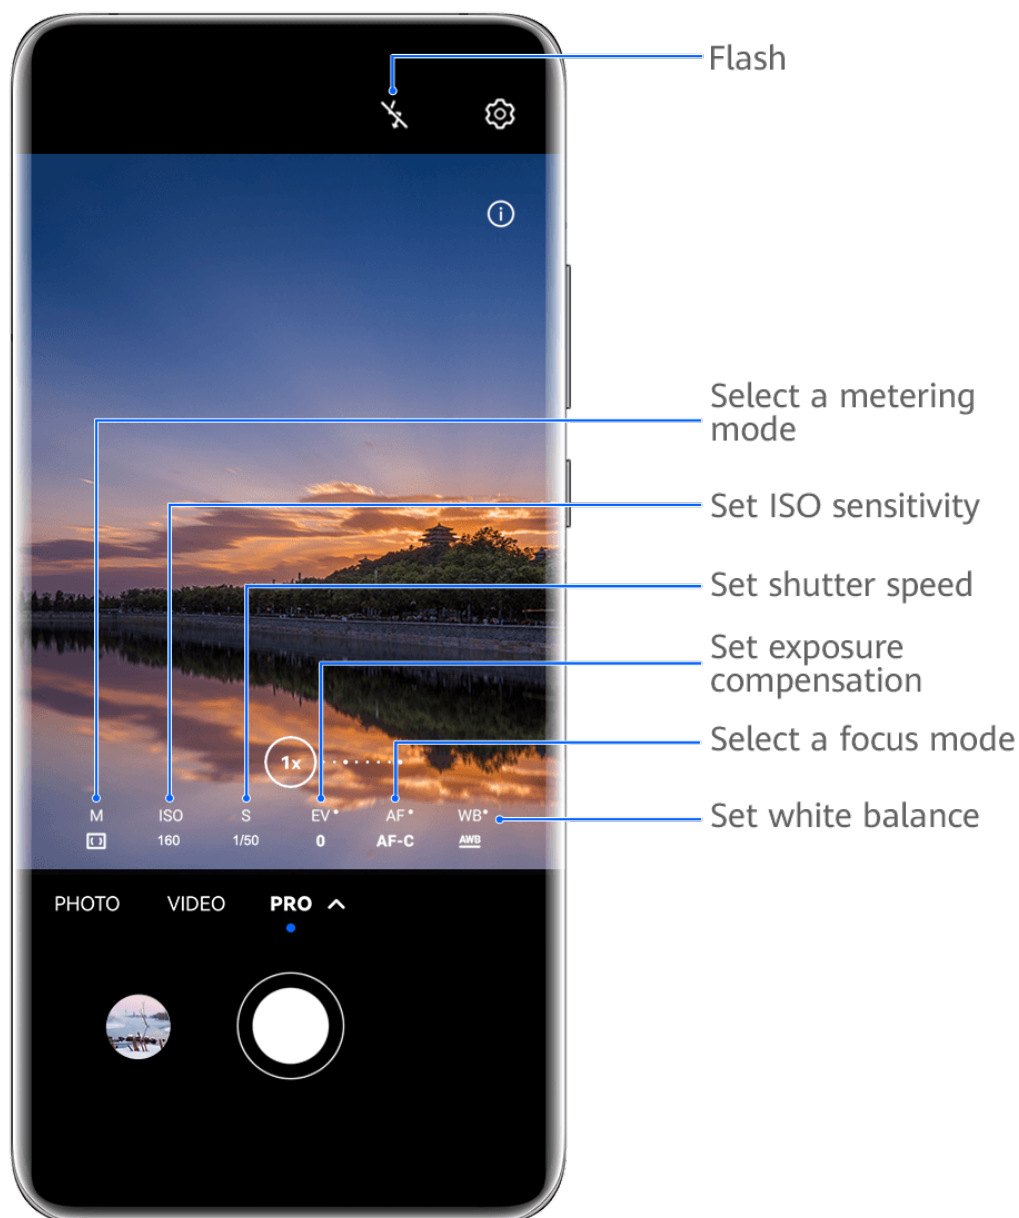 Flash
Select a metering
mode
Set ISO sensitivity
Set shutter speed
Set exposure
compensation
Select a focus mode
Set white balance
1x
M ISO S EV AF WB
160 1/50 0 AF-C AWB
PHOTO VIDEO PRO